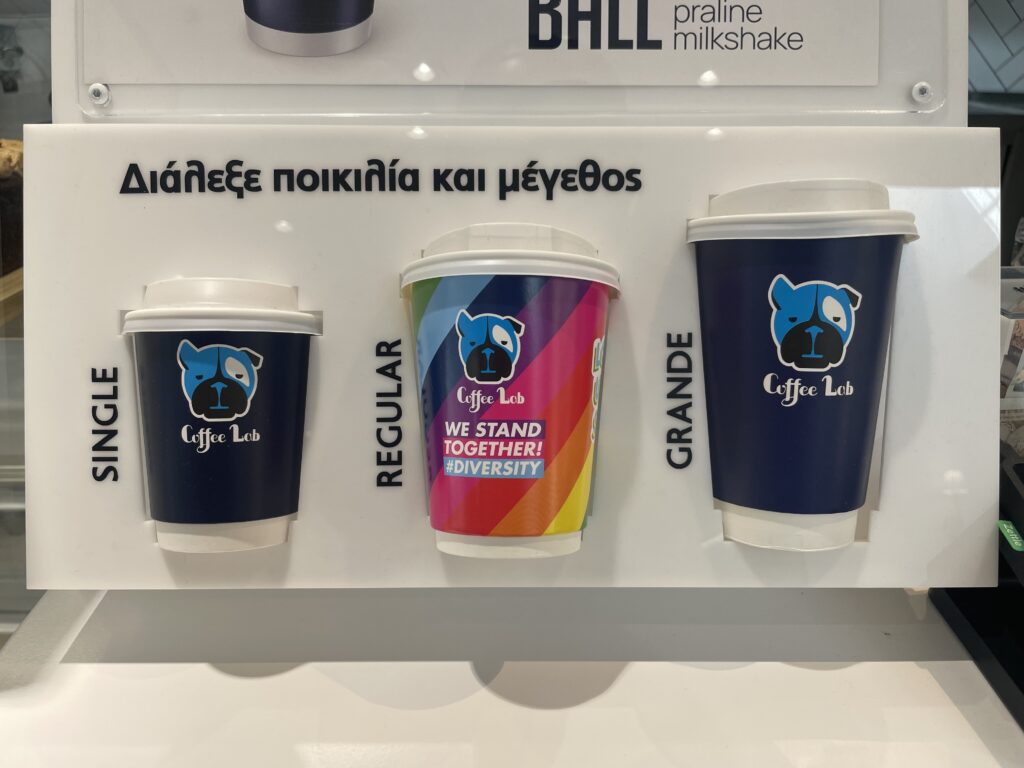 BALL
praline
milkshake
Διάλεξε ποικιλία και μέγεθος
SINGLE
Coffee Lab
REGULAR
Coffee Lab
WE STAND
TOGETHER!
#DIVERSITY
GRANDE
Coffee Lab